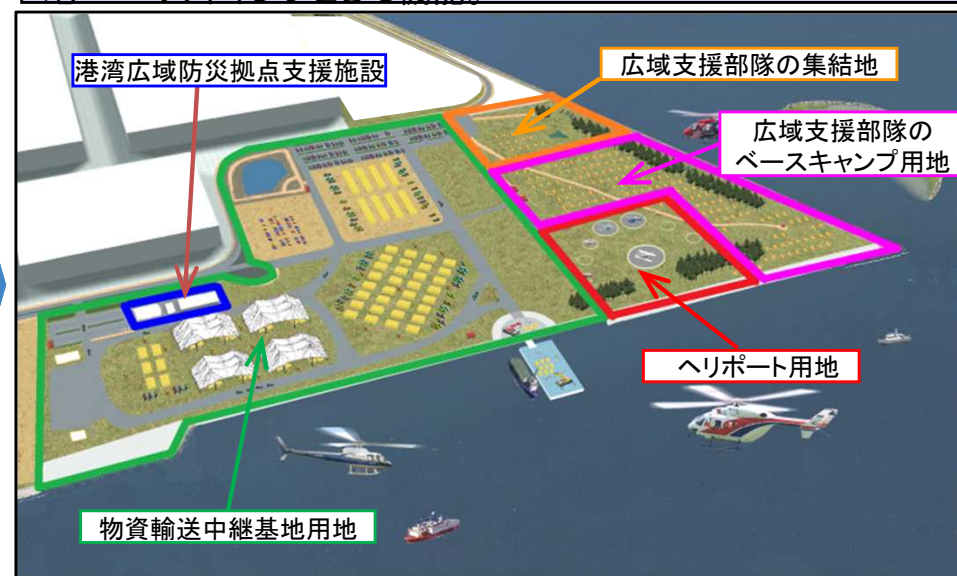 港湾広域防災拠点支援施設
広域支援部隊の集結地
広域支援部隊の
ベースキャンプ用地
ヘリポート用地
物資輸送中継基地用地